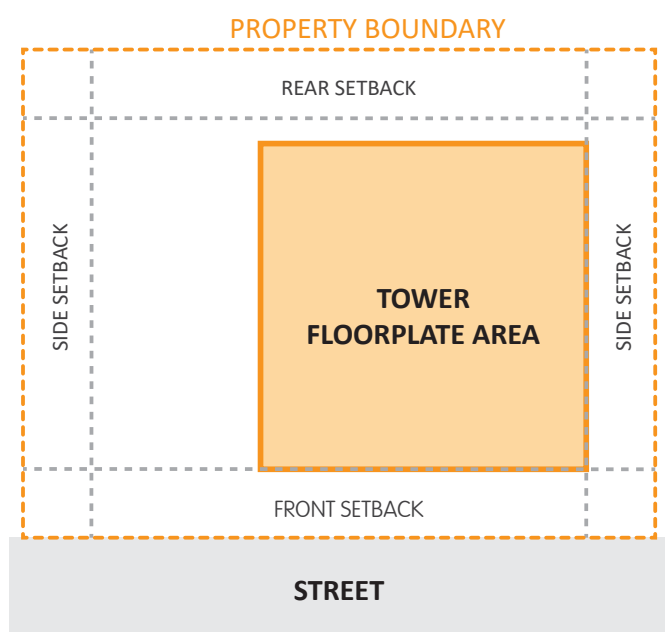 PROPERTY BOUNDARY
REAR SETBACK
SIDE SETBACK
TOWER
FLOORPLATE AREA
SIDE SETBACK
FRONT SETBACK
STREET